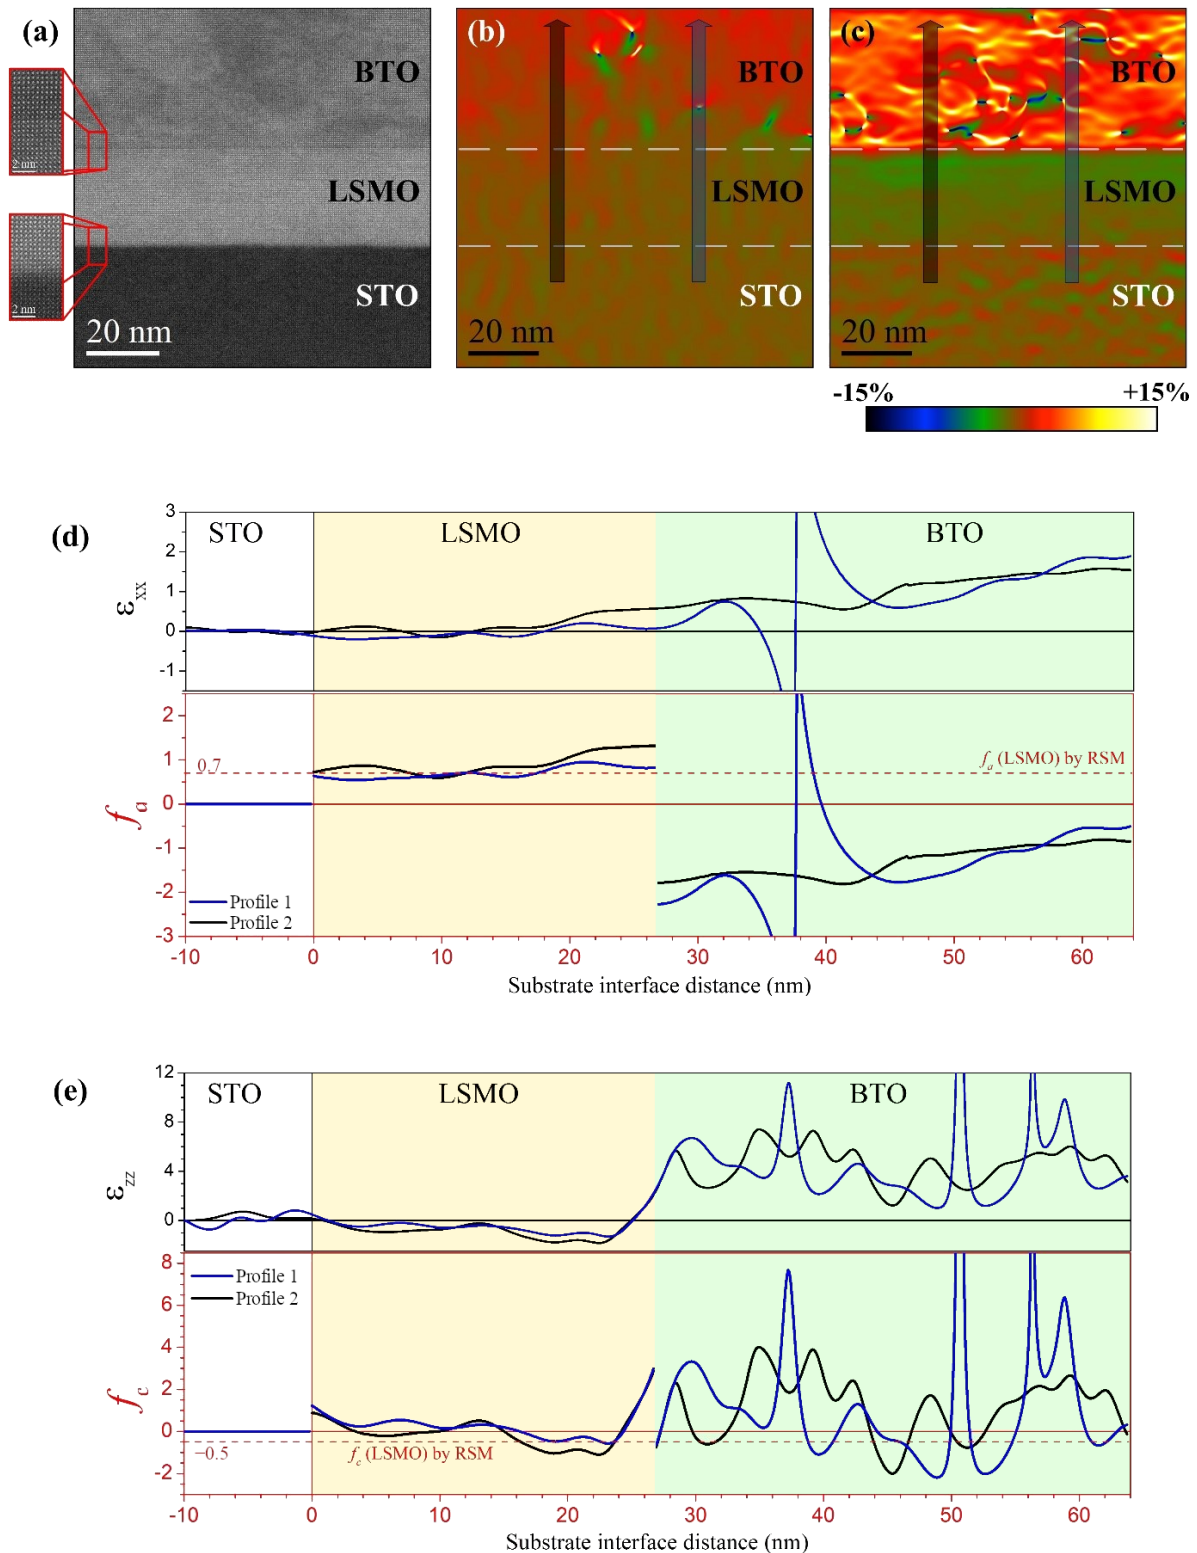 (a)
BTO
LSMO
STO
20 nm
2 nm
2 nm
(b)
BTO
LSMO
STO
20 nm
(c)
BTO
LSMO
STO
20 nm
-15%
+15%
(d)
STO
LSMO
BTO
εxx
3
2
1
0
-1
fa
2
1
0
-1
-2
-3
0.7
fa (LSMO) by RSM
Profile 1
Profile 2
-10
0
10
20
30
40
50
60
Substrate interface distance (nm)
(e)
STO
LSMO
BTO
εzz
12
8
4
0
fc
8
6
4
2
0
-2
Profile 1
Profile 2
−0.5
fc (LSMO) by RSM
-10
0
10
20
30
40
50
60
Substrate interface distance (nm)